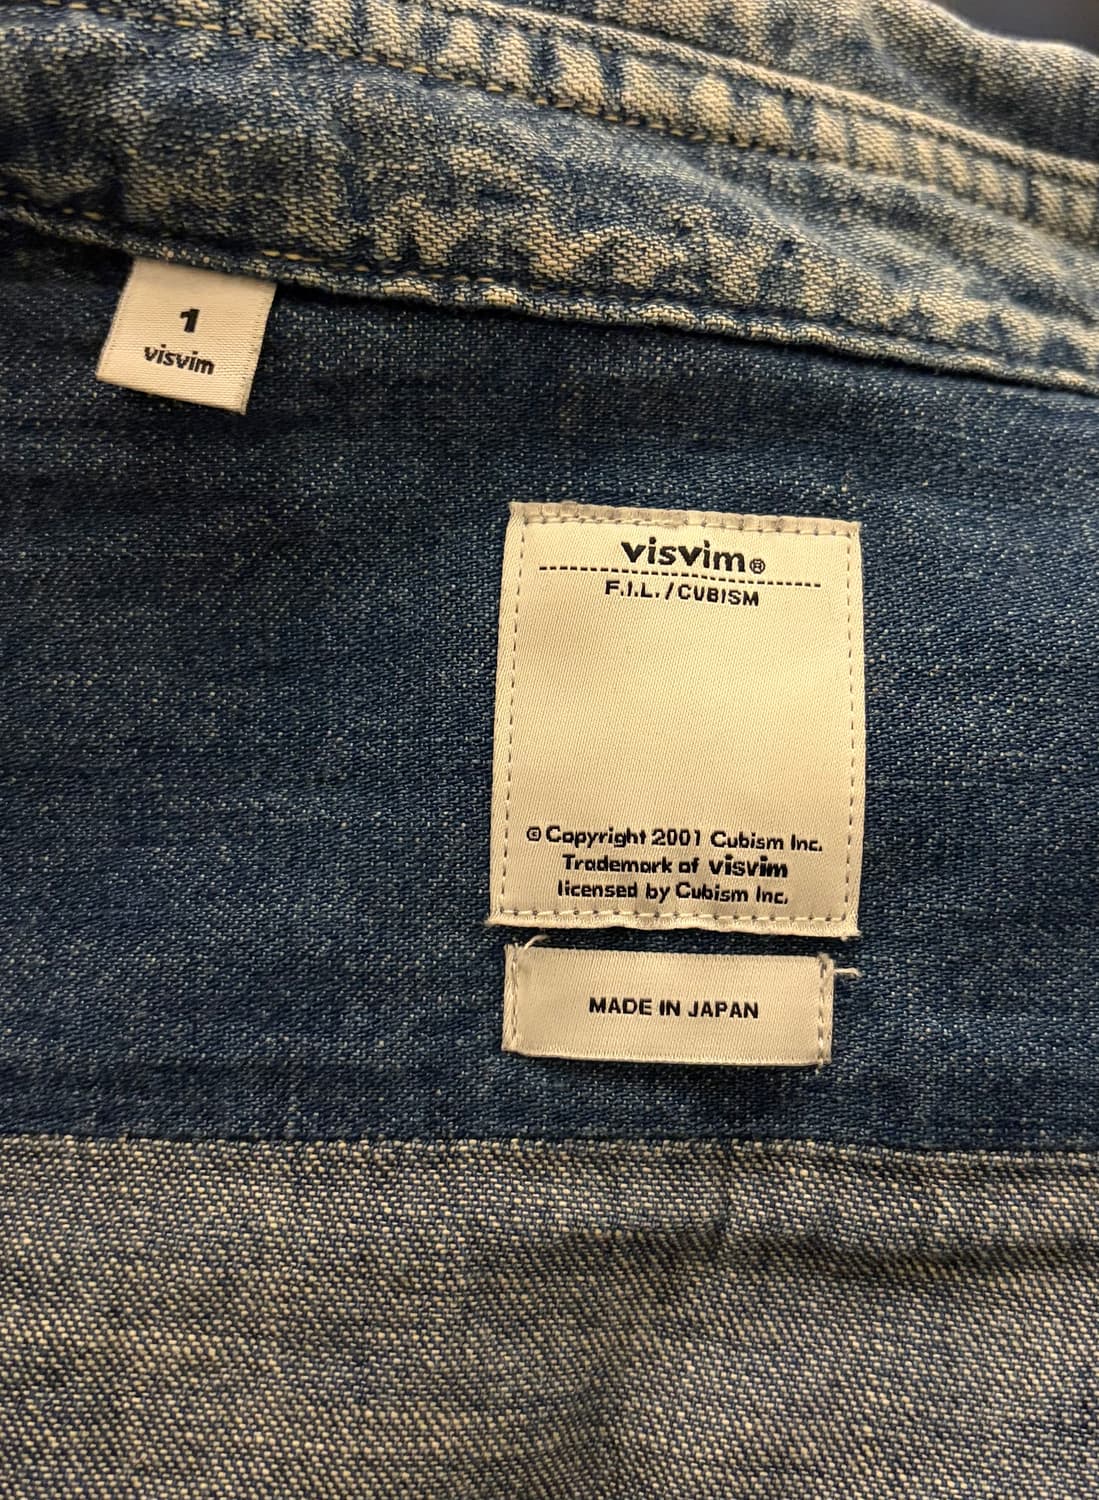 1
visvim
visvim®
F.I.L./CUBISM
© Copyright 2001 Cubism Inc.
Trademark of visvim
licensed by Cubism Inc.
MADE IN JAPAN